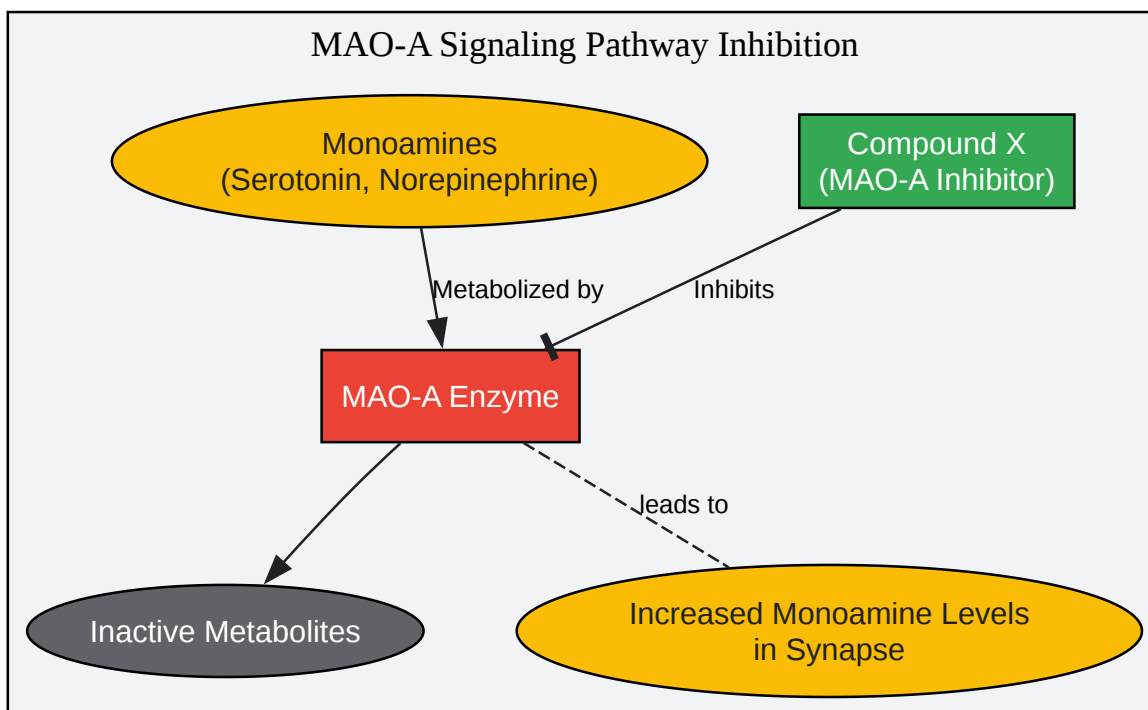 MAO-A Signaling Pathway Inhibition
Monoamines
(Serotonin, Norepinephrine)
Compound X
(MAO-A Inhibitor)
Metabolized by
Inhibits
MAO-A Enzyme
leads to
Inactive Metabolites
Increased Monoamine Levels
in Synapse